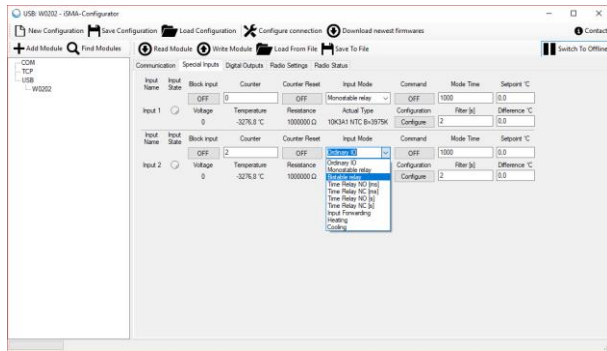 USB: W0202 - iSMA-Configurator
New Configuration Save Configuration Load Configuration Configure connection Download newest firmwares Contact
Add Module Find Modules Read Module Write Module Load From File Save To File Switch To Offline
COM
TCP
USB
W0202
Communication Special Inputs Digital Outputs Radio Settings Radio Status
Input Name Input State Block input Counter Counter Reset Input Mode Command Mode Time Setpoint °C
OFF 0 OFF Monostable relay OFF 1000 0.0
Input 1 Voltage Temperature Resistance Actual Type Configuration Filter [s] Difference °C
0 -3276,8 °C 1000000 Ω 10K3A1 NTC B=3975K Configure 2 0.0
Input Name Input State Block input Counter Counter Reset Input Mode Command Mode Time Setpoint °C
OFF 2 OFF Ordinary IO OFF 1000 0.0
Input 2 Voltage Temperature Resistance Configuration Filter [s] Difference °C
0 -3276,8 °C 1000000 Ω Configure 2 0.0
Ordinary IO
Monostable relay
Bistable relay
Time Relay NO [ms]
Time Relay NC [ms]
Time Relay NO [s]
Time Relay NC [s]
Input Forwarding
Heating
Cooling